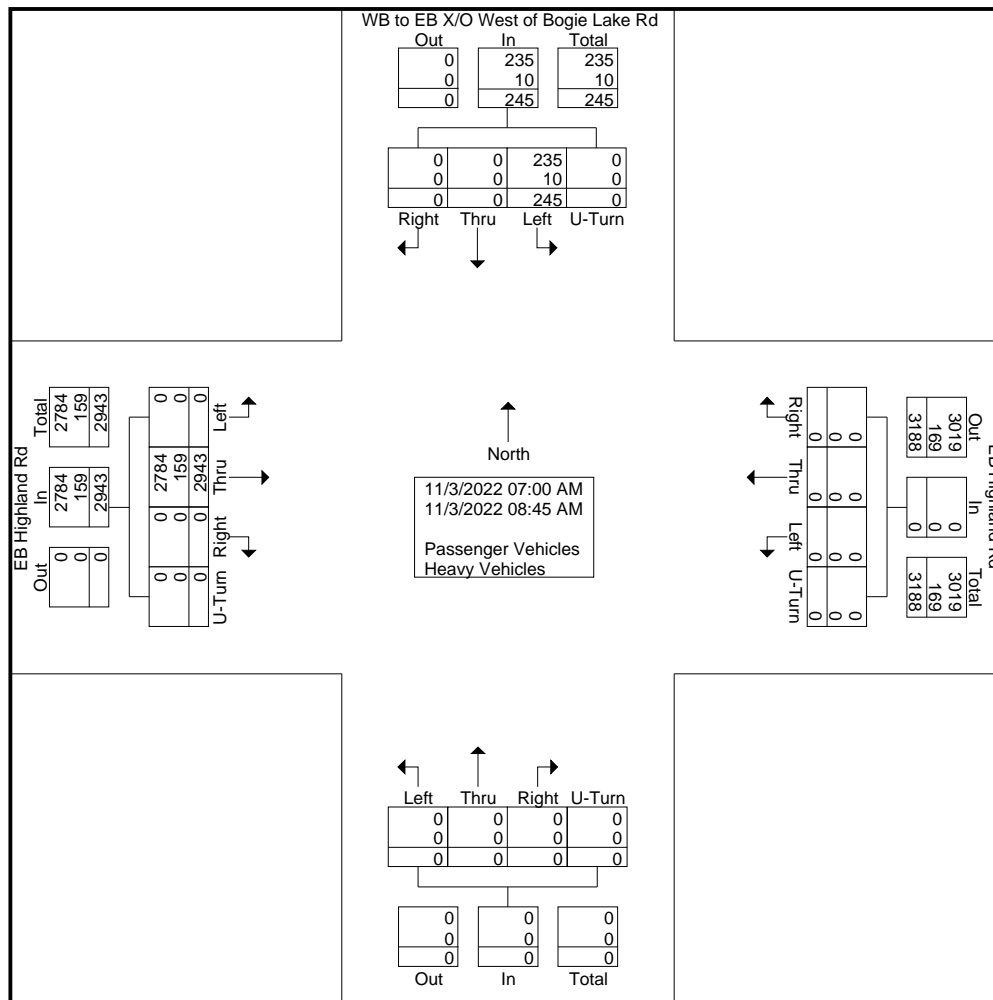 WB to EB X/O West of Bogie Lake Rd
Out In Total
0 235 235
0 10 10
0 245 245
0 0 235 0
0 0 10 0
0 0 245 0
Right Thru Left U-Turn
EB Highland Rd
Total In Out
2784 2784 0
159 159 0
2943 2943 0
Left Thru Right U-Turn
0 2784 0 0
0 159 0 0
0 2943 0 0
North
11/3/2022 07:00 AM
11/3/2022 08:45 AM
Passenger Vehicles
Heavy Vehicles
Right Thru Left U-Turn
0 0 0 0
0 0 0 0
0 0 0 0
EB Highland Rd
Out In Total
3019 0 3019
169 0 169
3188 0 3188
Left Thru Right U-Turn
0 0 0 0
0 0 0 0
0 0 0 0
0 0 0
0 0 0
0 0 0
Out In Total